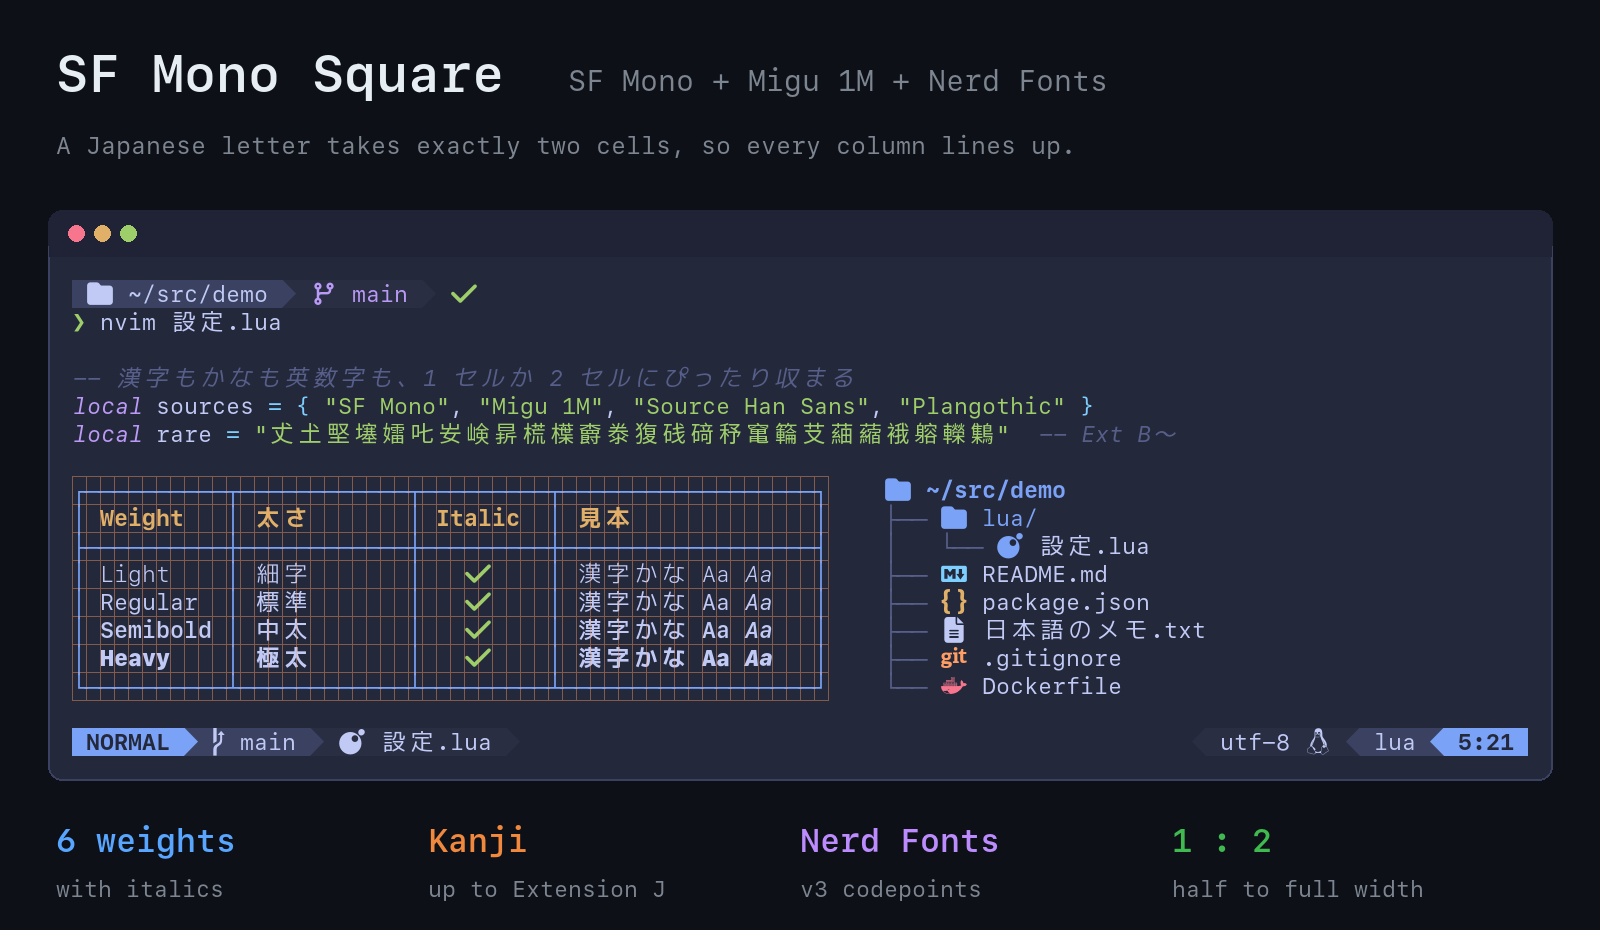 SF Mono Square SF Mono + Migu 1M + Nerd Fonts
A Japanese letter takes exactly two cells, so every column lines up.
~/src/demo main ✓
❯ nvim 設定.lua
-- 漢字もかなも英数字も、1 セルか 2 セルにぴったり収まる
local sources = { "SF Mono", "Migu 1M", "Source Han Sans", "Plangothic" }
local rare = " " -- Ext B〜
Weight 太さ Italic 見本
Light 細字 ✓ 漢字かな Aa Aa
Regular 標準 ✓ 漢字かな Aa Aa
Semibold 中太 ✓ 漢字かな Aa Aa
Heavy 極太 ✓ 漢字かな Aa Aa
~/src/demo
lua/
設定.lua
README.md
package.json
日本語のメモ.txt
git .gitignore
Dockerfile
NORMAL main 設定.lua utf-8 lua 5:21
6 weights
with italics
Kanji
up to Extension J
Nerd Fonts
v3 codepoints
1 : 2
half to full width